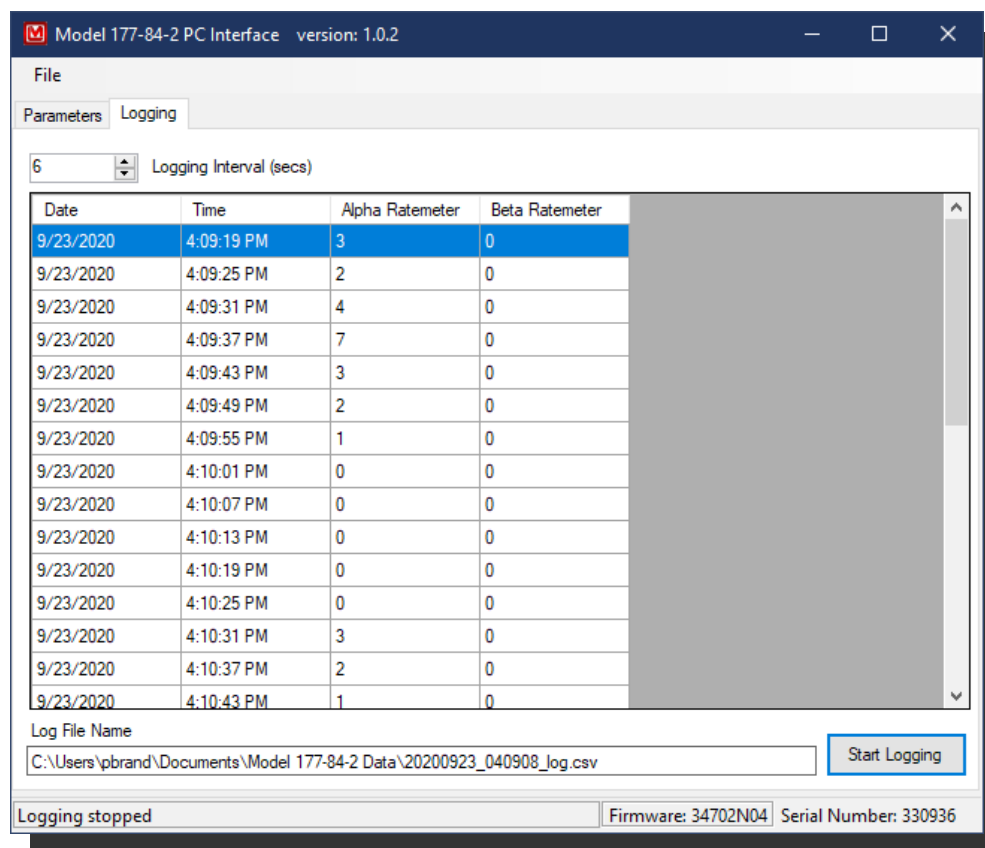 Model 177-84-2 PC Interface version: 1.0.2
File
Parameters Logging
6 Logging Interval (secs)
Date Time Alpha Ratemeter Beta Ratemeter
9/23/2020 4:09:19 PM 3 0
9/23/2020 4:09:25 PM 2 0
9/23/2020 4:09:31 PM 4 0
9/23/2020 4:09:37 PM 7 0
9/23/2020 4:09:43 PM 3 0
9/23/2020 4:09:49 PM 2 0
9/23/2020 4:09:55 PM 1 0
9/23/2020 4:10:01 PM 0 0
9/23/2020 4:10:07 PM 0 0
9/23/2020 4:10:13 PM 0 0
9/23/2020 4:10:19 PM 0 0
9/23/2020 4:10:25 PM 0 0
9/23/2020 4:10:31 PM 3 0
9/23/2020 4:10:37 PM 2 0
9/23/2020 4:10:43 PM 1 0
Log File Name
C:\Users\pbrand\Documents\Model 177-84-2 Data\20200923_040908_log.csv
Start Logging
Logging stopped Firmware: 34702N04 Serial Number: 330936